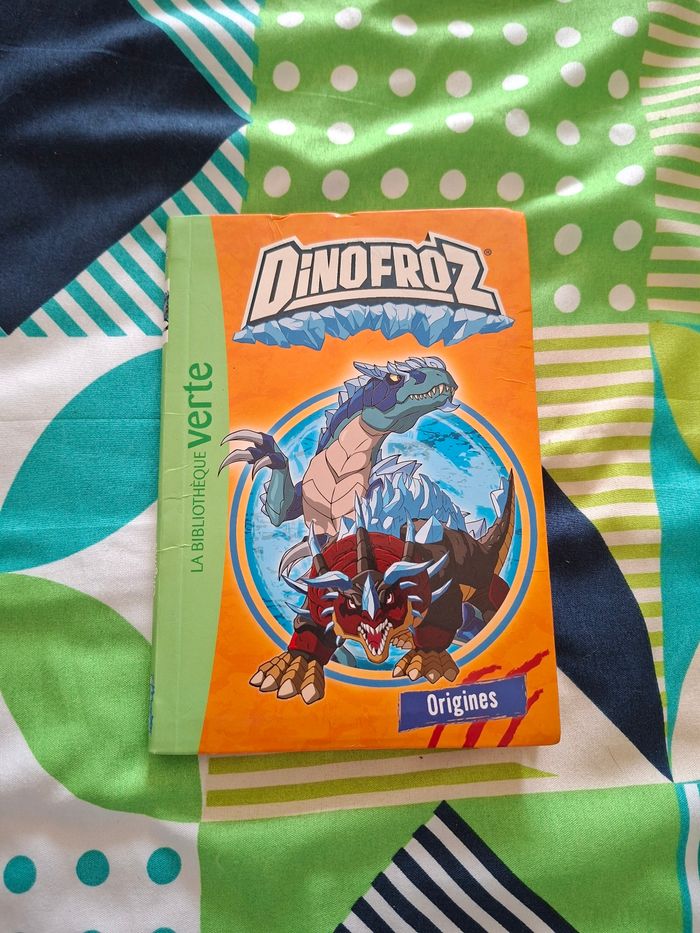 DiNOFROZ®
LA BIBLIOTHÈQUE verte
Origines